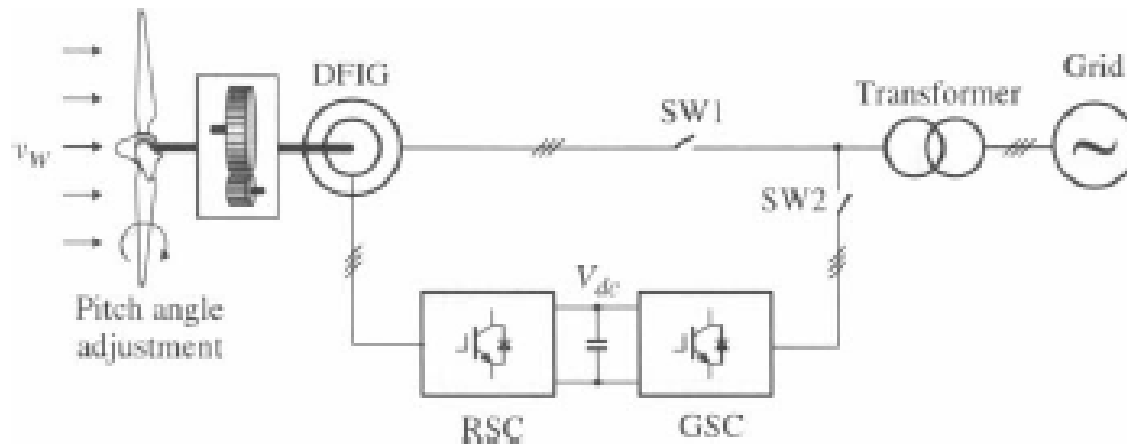 DFIG
Grid
Transformer
SW1
v_W
SW2
V_dc
Pitch angle
adjustment
RSC
GSC